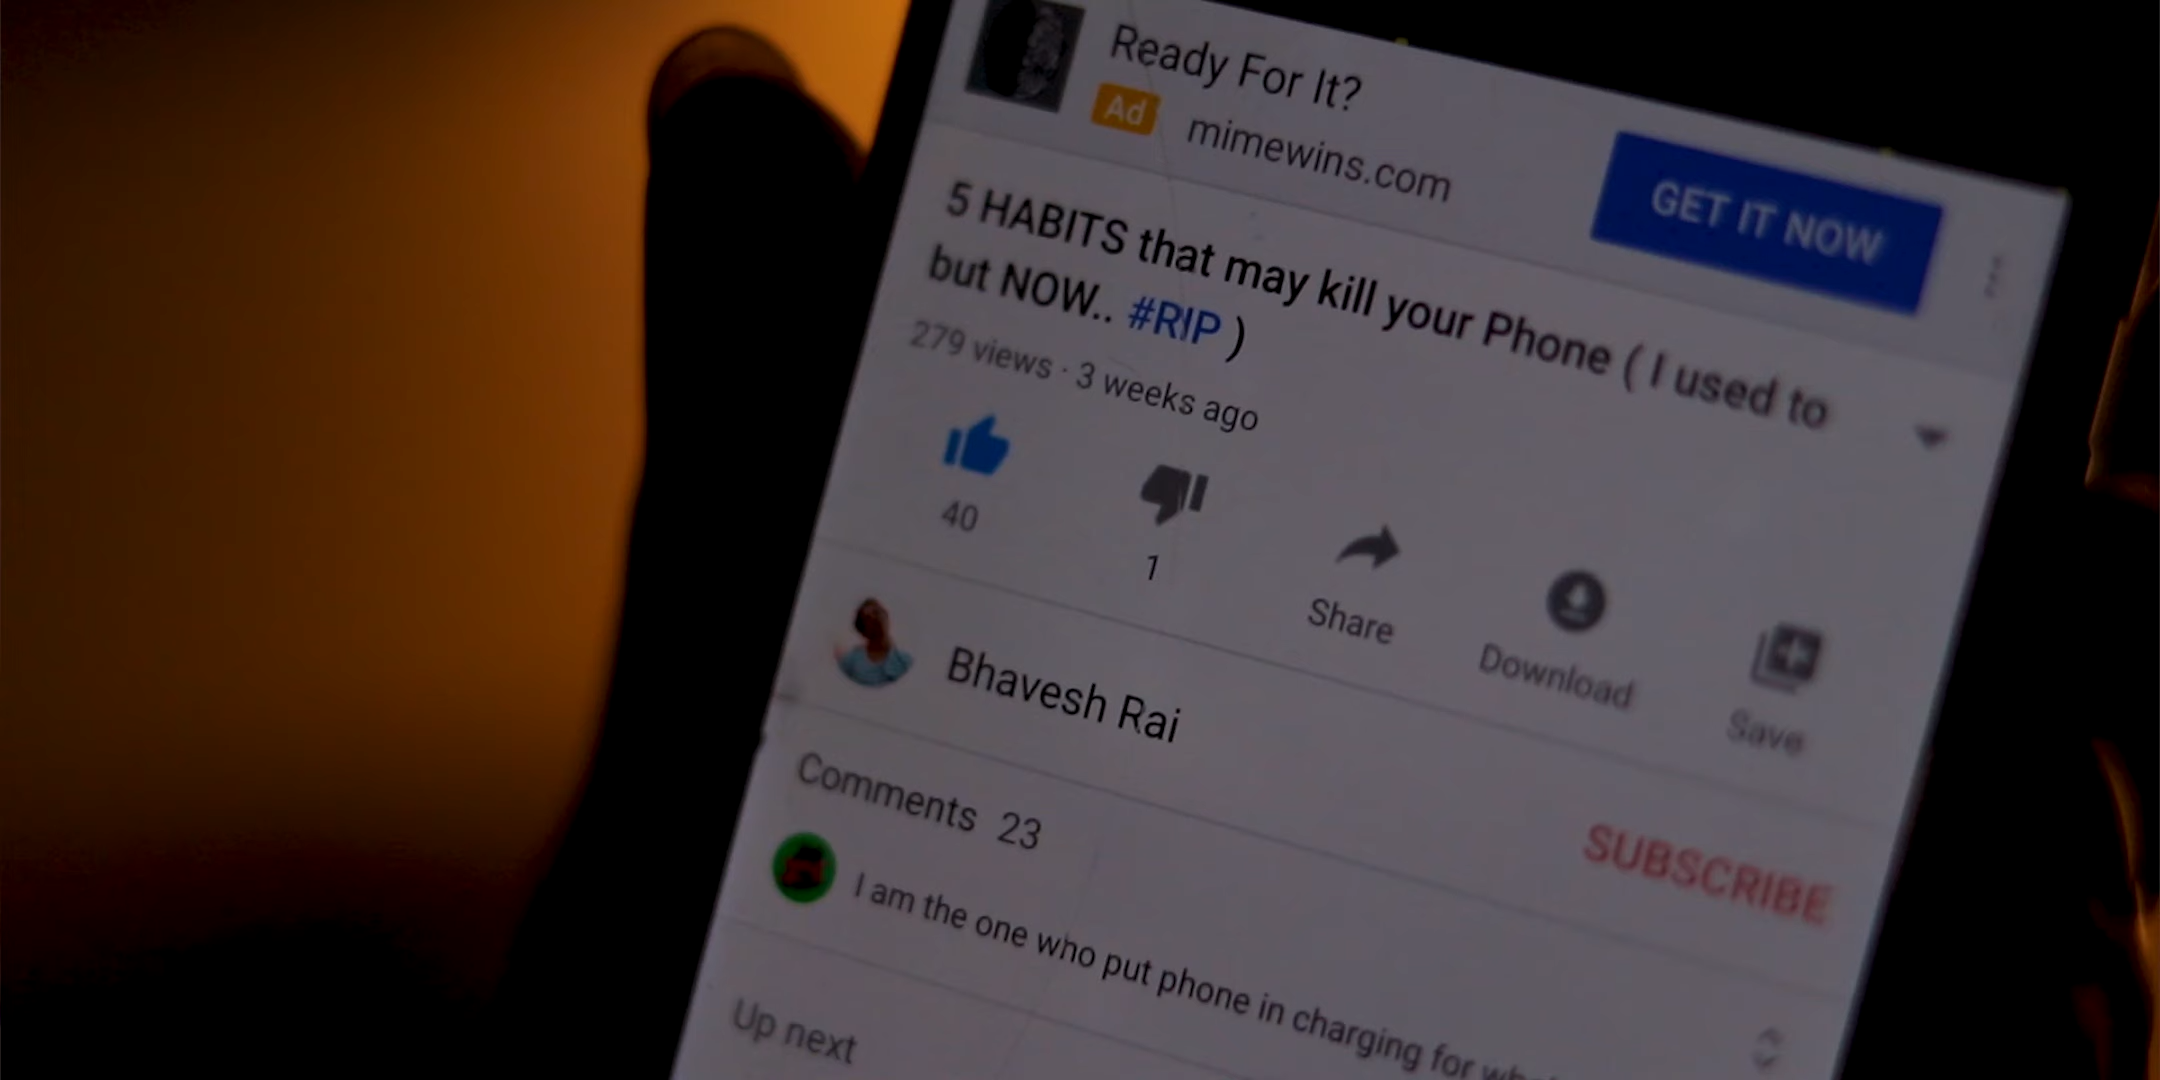 Ready For It?
Ad mimewins.com
GET IT NOW
5 HABITS that may kill your Phone ( I used to
but NOW.. #RIP )
279 views · 3 weeks ago
40
1
Share
Download
Save
Bhavesh Rai
SUBSCRIBE
Comments 23
I am the one who put phone in charging for
Up next